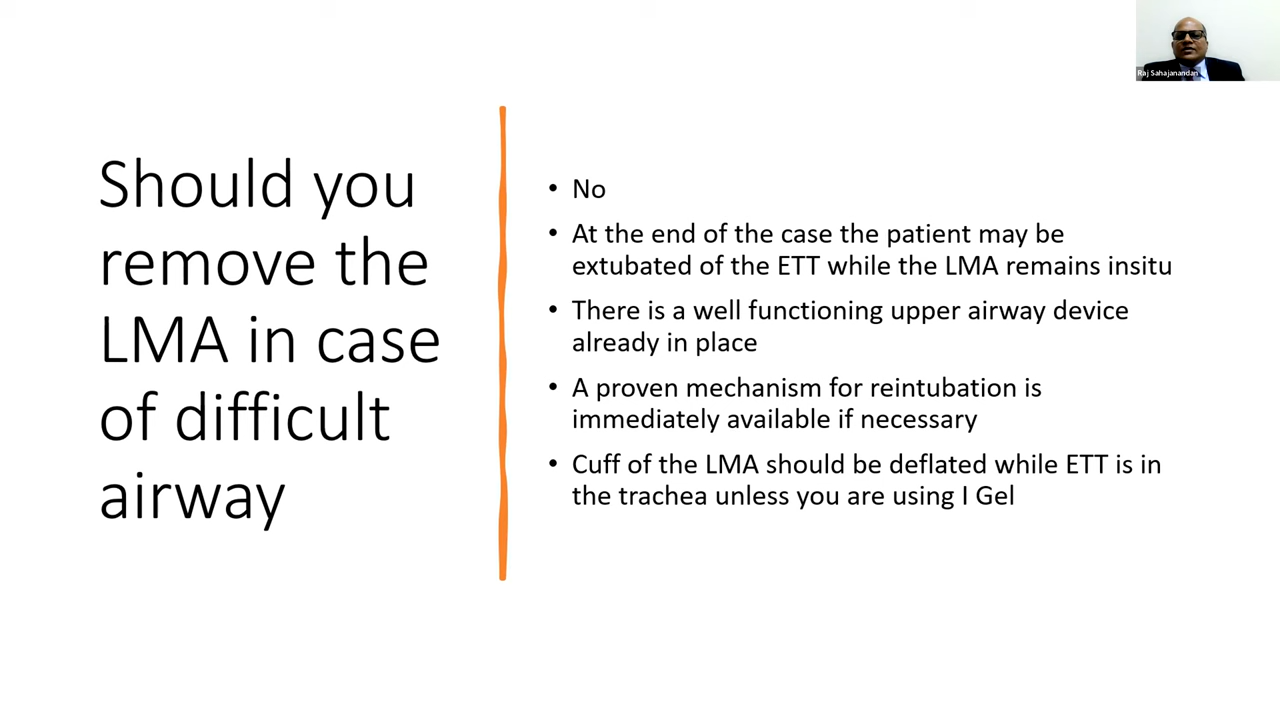 Raj Sahajanandan
Should you
remove the
LMA in case
of difficult
airway
• No
• At the end of the case the patient may be
extubated of the ETT while the LMA remains insitu
• There is a well functioning upper airway device
already in place
• A proven mechanism for reintubation is
immediately available if necessary
• Cuff of the LMA should be deflated while ETT is in
the trachea unless you are using I Gel